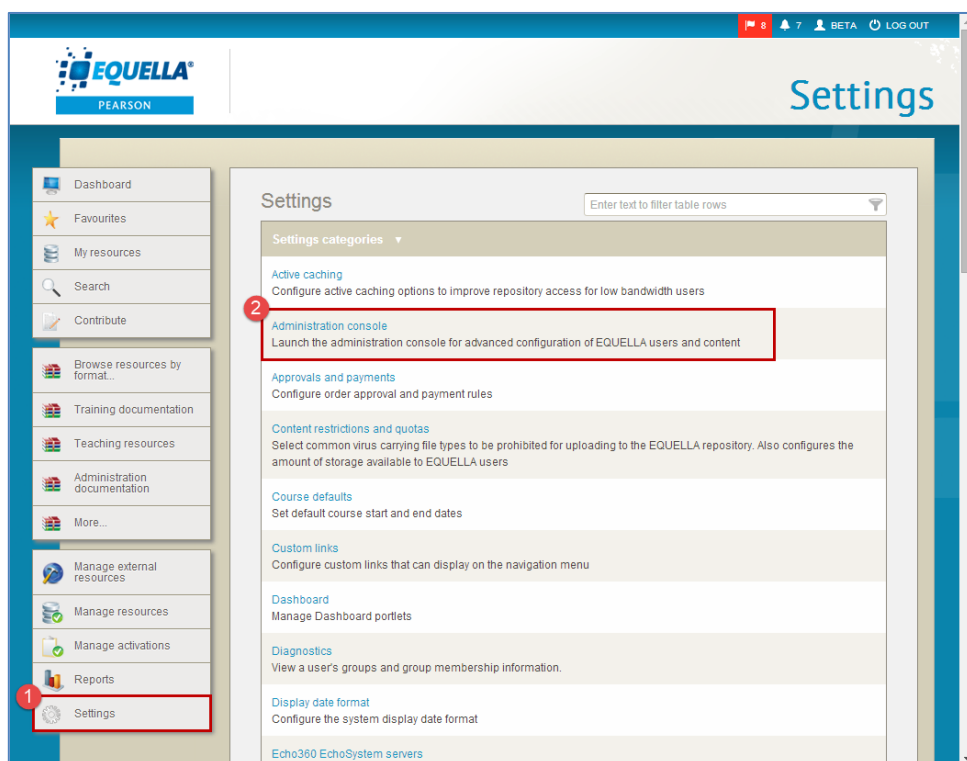 8 7 BETA LOG OUT
EQUELLA®
PEARSON
Settings
Dashboard
Favourites
My resources
Search
Contribute
Browse resources by
format...
Training documentation
Teaching resources
Administration
documentation
More...
Manage external
resources
Manage resources
Manage activations
Reports
1
Settings
Settings
Enter text to filter table rows
Settings categories
Active caching
Configure active caching options to improve repository access for low bandwidth users
2
Administration console
Launch the administration console for advanced configuration of EQUELLA users and content
Approvals and payments
Configure order approval and payment rules
Content restrictions and quotas
Select common virus carrying file types to be prohibited for uploading to the EQUELLA repository. Also configures the
amount of storage available to EQUELLA users
Course defaults
Set default course start and end dates
Custom links
Configure custom links that can display on the navigation menu
Dashboard
Manage Dashboard portlets
Diagnostics
View a user's groups and group membership information.
Display date format
Configure the system display date format
Echo360 EchoSystem servers